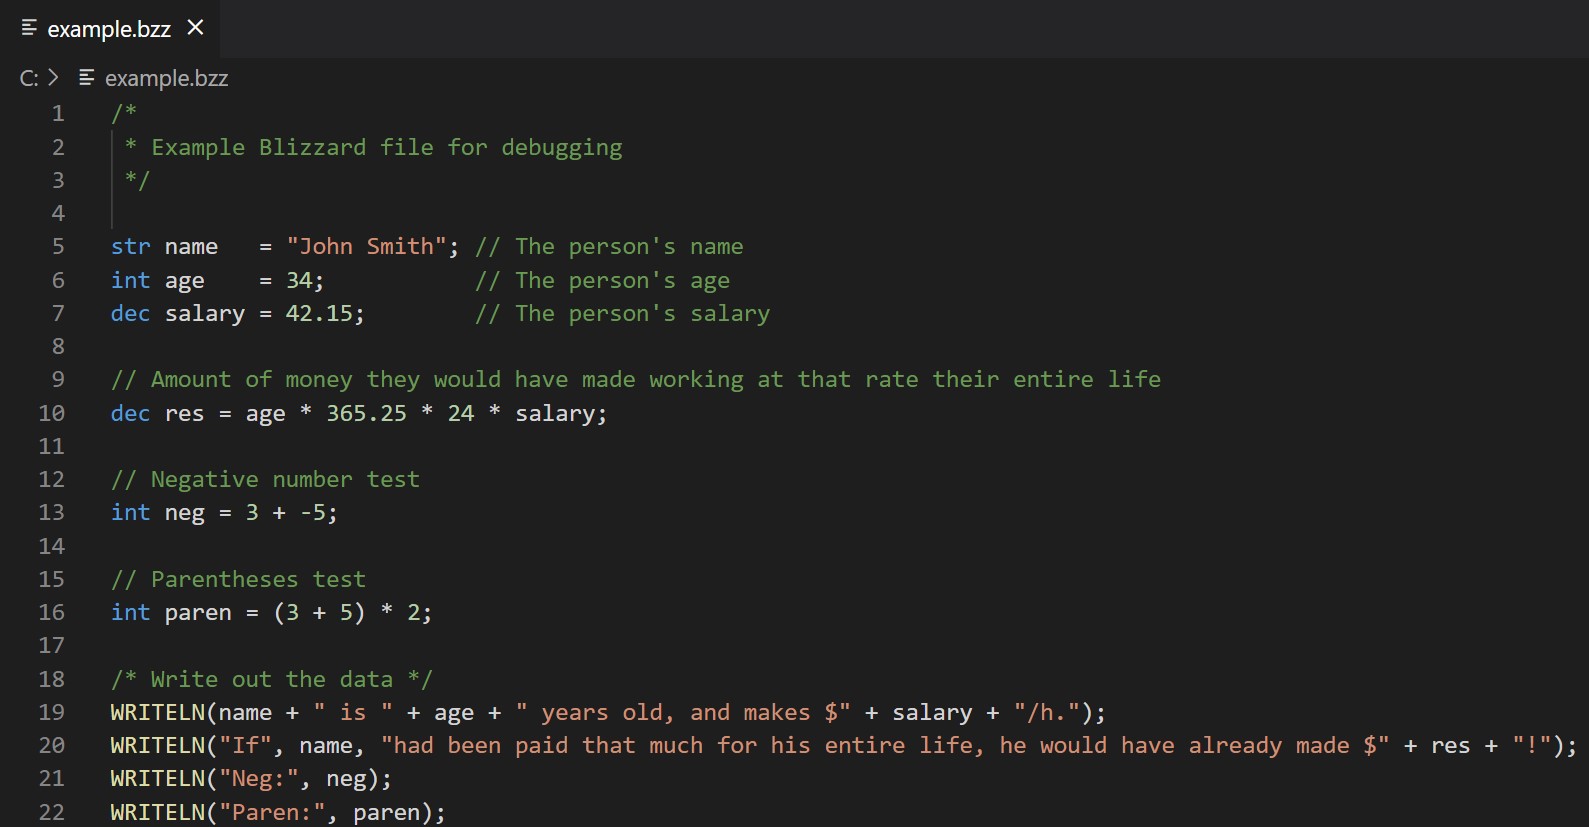 example.bzz
C: > example.bzz
1 /*
2  * Example Blizzard file for debugging
3  */
4
5 str name   = "John Smith"; // The person's name
6 int age    = 34;           // The person's age
7 dec salary = 42.15;        // The person's salary
8
9 // Amount of money they would have made working at that rate their entire life
10 dec res = age * 365.25 * 24 * salary;
11
12 // Negative number test
13 int neg = 3 + -5;
14
15 // Parentheses test
16 int paren = (3 + 5) * 2;
17
18 /* Write out the data */
19 WRITELN(name + " is " + age + " years old, and makes $" + salary + "/h.");
20 WRITELN("If", name, "had been paid that much for his entire life, he would have already made $" + res + "!");
21 WRITELN("Neg:", neg);
22 WRITELN("Paren:", paren);